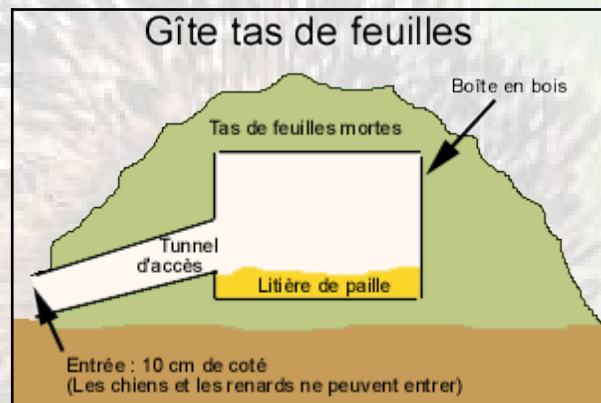 Gîte tas de feuilles
Boîte en bois
Tas de feuilles mortes
Tunnel
d'accès
Litière de paille
Entrée : 10 cm de coté
(Les chiens et les renards ne peuvent entrer)